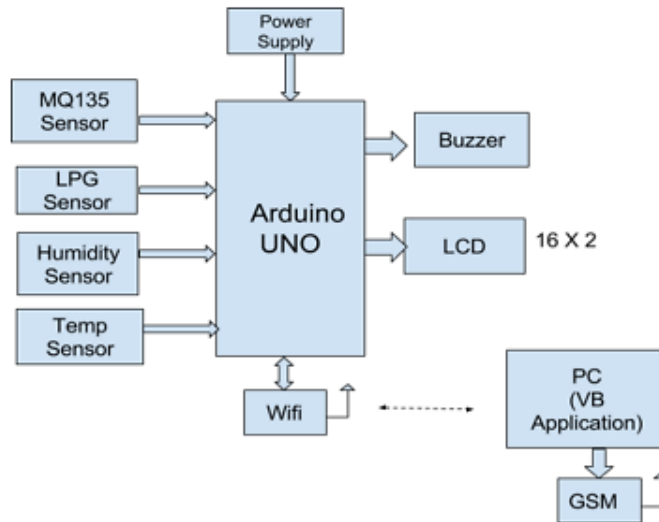 Power
Supply
MQ135
Sensor
LPG
Sensor
Humidity
Sensor
Temp
Sensor
Arduino
UNO
Buzzer
LCD
16 X 2
Wifi
PC
(VB
Application)
GSM